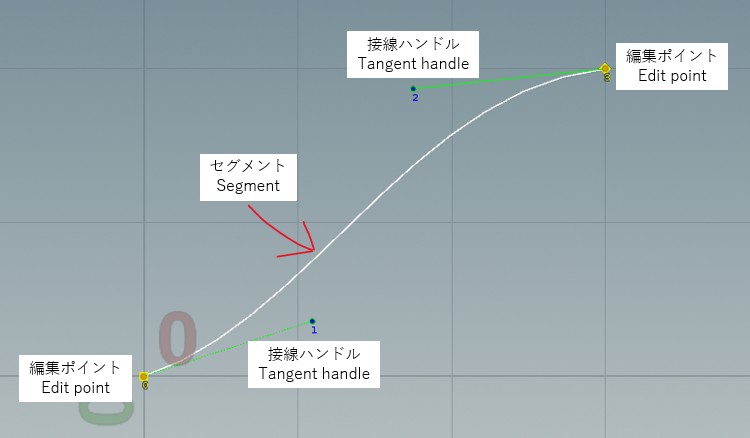 接線ハンドル
Tangent handle
編集ポイント
Edit point
2
セグメント
Segment
1
0
接線ハンドル
Tangent handle
編集ポイント
Edit point
0
0